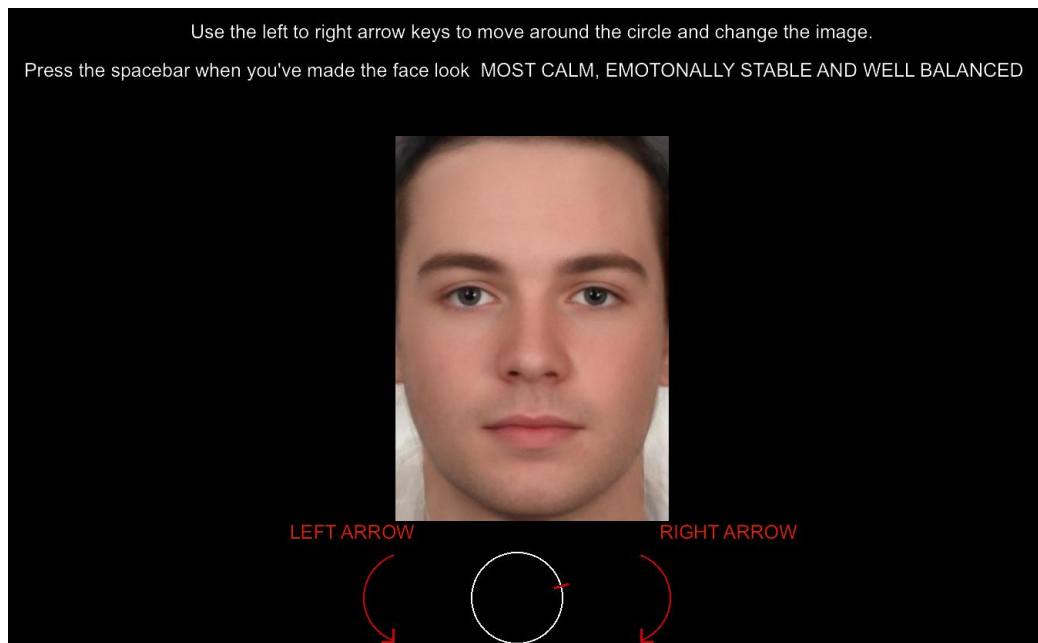 Use the left to right arrow keys to move around the circle and change the image.
Press the spacebar when you've made the face look  MOST CALM, EMOTONALLY STABLE AND WELL BALANCED
LEFT ARROW
RIGHT ARROW